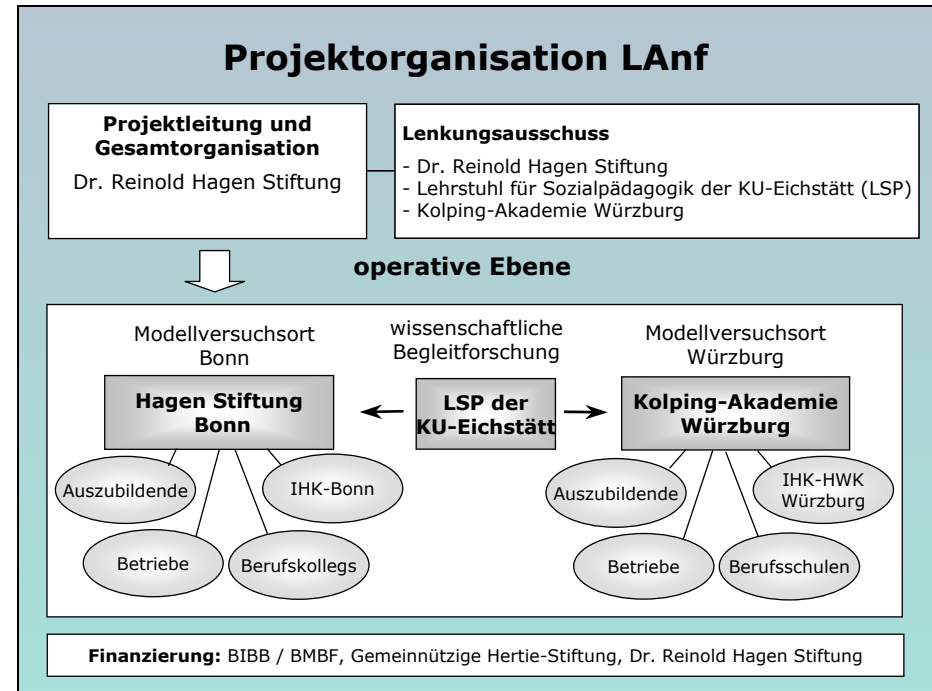 Projektorganisation LAnf
Projektleitung und
Gesamtorganisation
Dr. Reinold Hagen Stiftung
Lenkungsausschuss
- Dr. Reinold Hagen Stiftung
- Lehrstuhl für Sozialpädagogik der KU-Eichstätt (LSP)
- Kolping-Akademie Würzburg
operative Ebene
Modellversuchsort
Bonn
Hagen Stiftung
Bonn
Auszubildende
IHK-Bonn
Betriebe
Berufskollegs
wissenschaftliche
Begleitforschung
LSP der
KU-Eichstätt
Modellversuchsort
Würzburg
Kolping-Akademie
Würzburg
Auszubildende
IHK-HWK
Würzburg
Betriebe
Berufsschulen
Finanzierung: BIBB / BMBF, Gemeinnützige Hertie-Stiftung, Dr. Reinold Hagen Stiftung